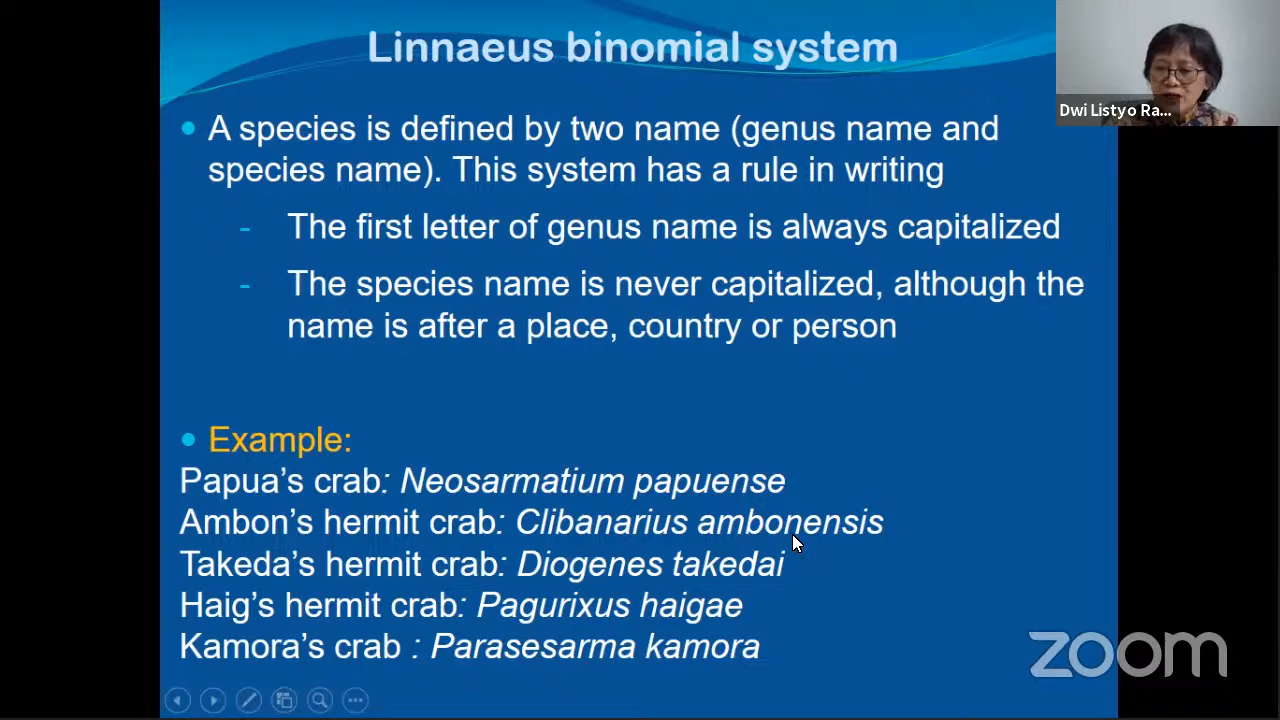 Linnaeus binomial system
Dwi Listyo Ra...
A species is defined by two name (genus name and
species name). This system has a rule in writing
- The first letter of genus name is always capitalized
- The species name is never capitalized, although the
name is after a place, country or person
Example:
Papua’s crab: Neosarmatium papuense
Ambon’s hermit crab: Clibanarius ambonensis
Takeda’s hermit crab: Diogenes takedai
Haig’s hermit crab: Pagurixus haigae
Kamora’s crab : Parasesarma kamora
zoom